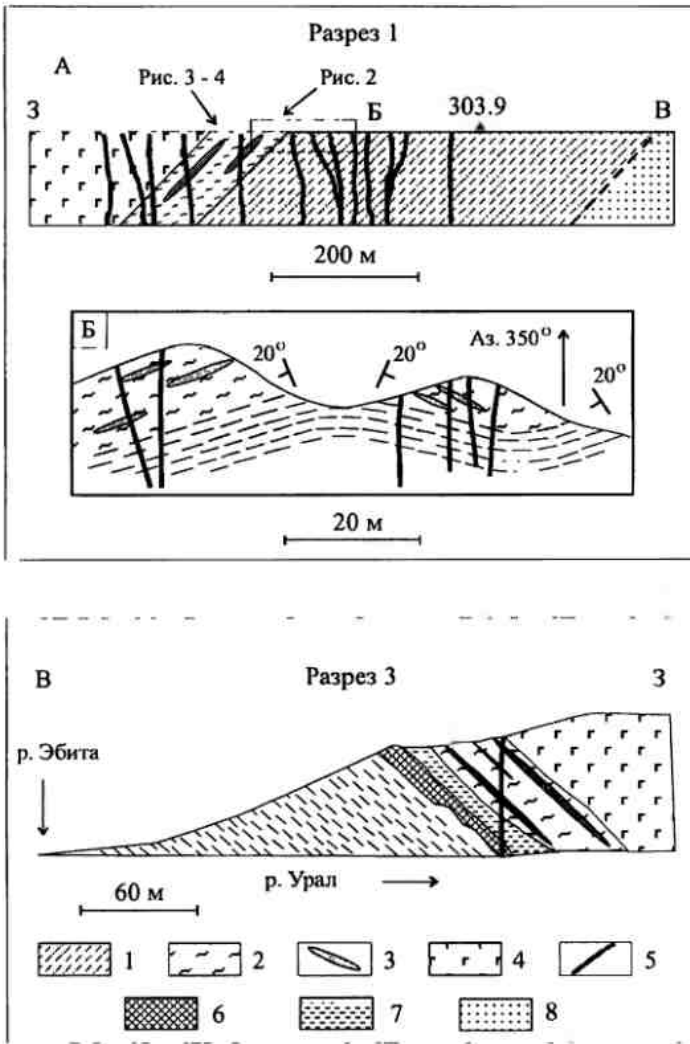 Разрез 1
А
Рис. 3 - 4
Рис. 2
З
Б
303.9
В
200 м
Б
20°
20°
Аз. 350°
20°
20 м
В
Разрез 3
З
р. Эбита
р. Урал
60 м
1
2
3
4
5
6
7
8